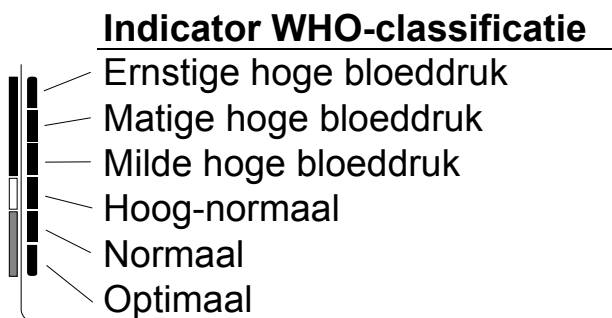 Indicator WHO-classificatie
Ernstige hoge bloeddruk
Matige hoge bloeddruk
Milde hoge bloeddruk
Hoog-normaal
Normaal
Optimaal